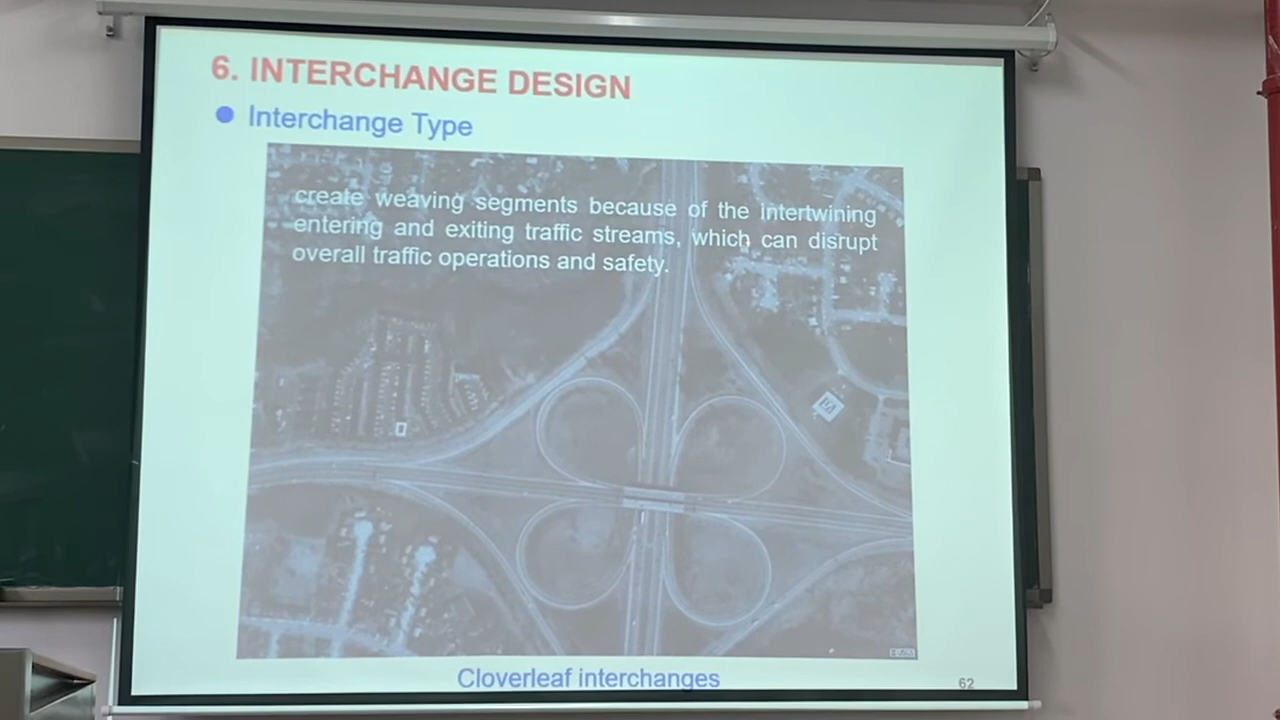 6. INTERCHANGE DESIGN
Interchange Type
create weaving segments because of the intertwining
entering and exiting traffic streams, which can disrupt
overall traffic operations and safety.
Cloverleaf interchanges
62